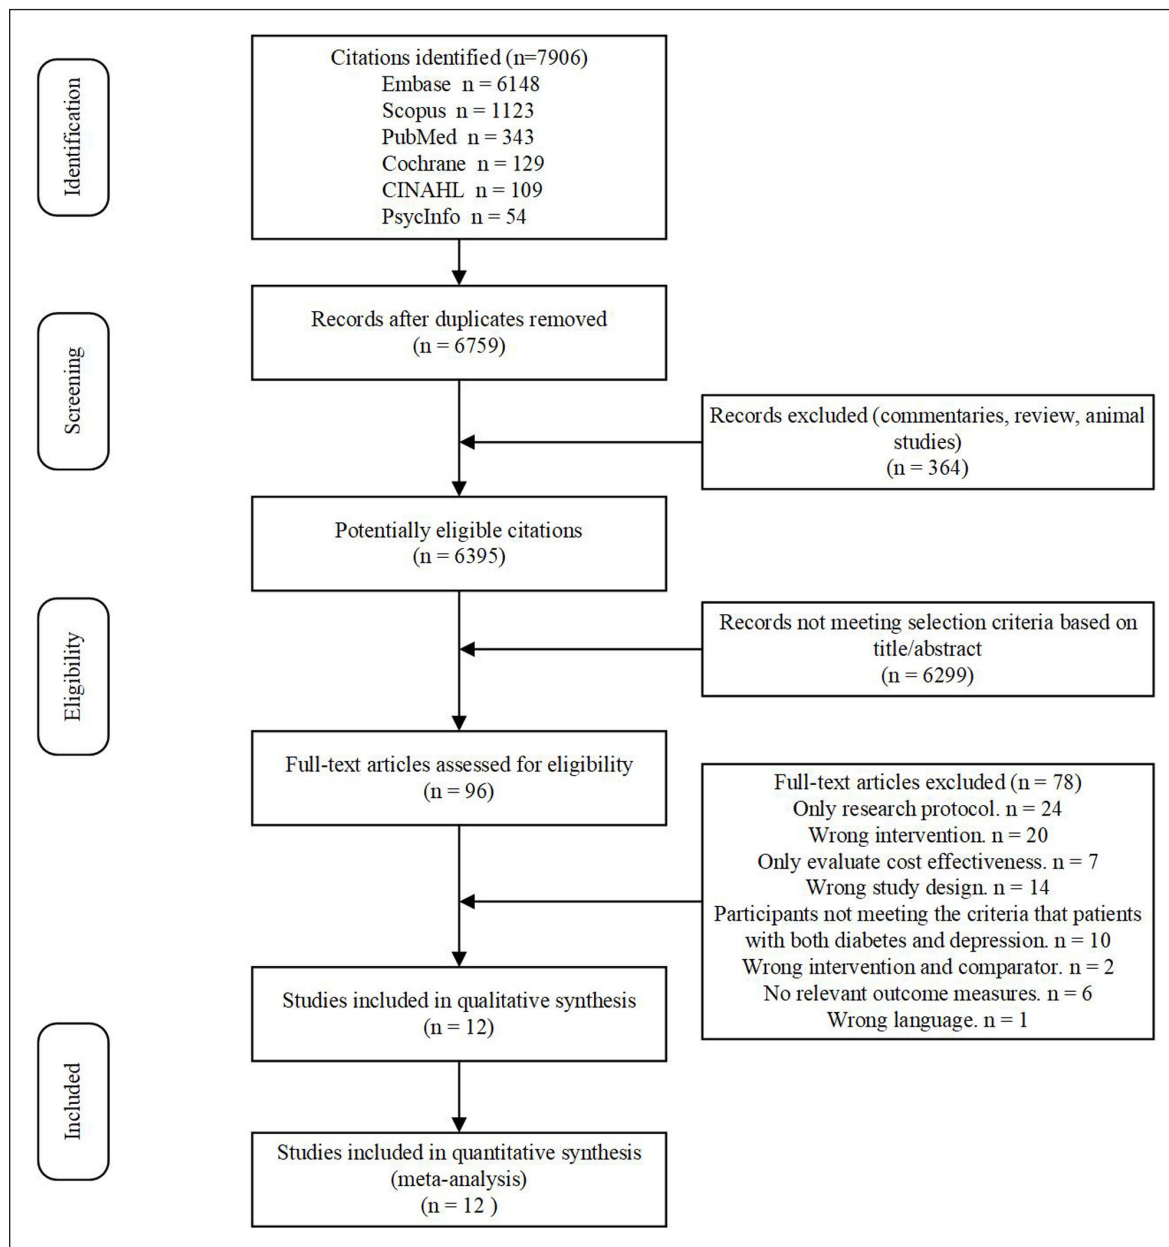 Identification
Citations identified (n=7906)
Embase n = 6148
Scopus n = 1123
PubMed n = 343
Cochrane n = 129
CINAHL n = 109
PsycInfo n = 54
Screening
Records after duplicates removed
(n = 6759)
Records excluded (commentaries, review, animal
studies)
(n = 364)
Potentially eligible citations
(n = 6395)
Eligibility
Records not meeting selection criteria based on
title/abstract
(n = 6299)
Full-text articles assessed for eligibility
(n = 96)
Full-text articles excluded (n = 78)
Only research protocol. n = 24
Wrong intervention. n = 20
Only evaluate cost effectiveness. n = 7
Wrong study design. n = 14
Participants not meeting the criteria that patients
with both diabetes and depression. n = 10
Wrong intervention and comparator. n = 2
No relevant outcome measures. n = 6
Wrong language. n = 1
Included
Studies included in qualitative synthesis
(n = 12)
Studies included in quantitative synthesis
(meta-analysis)
(n = 12 )